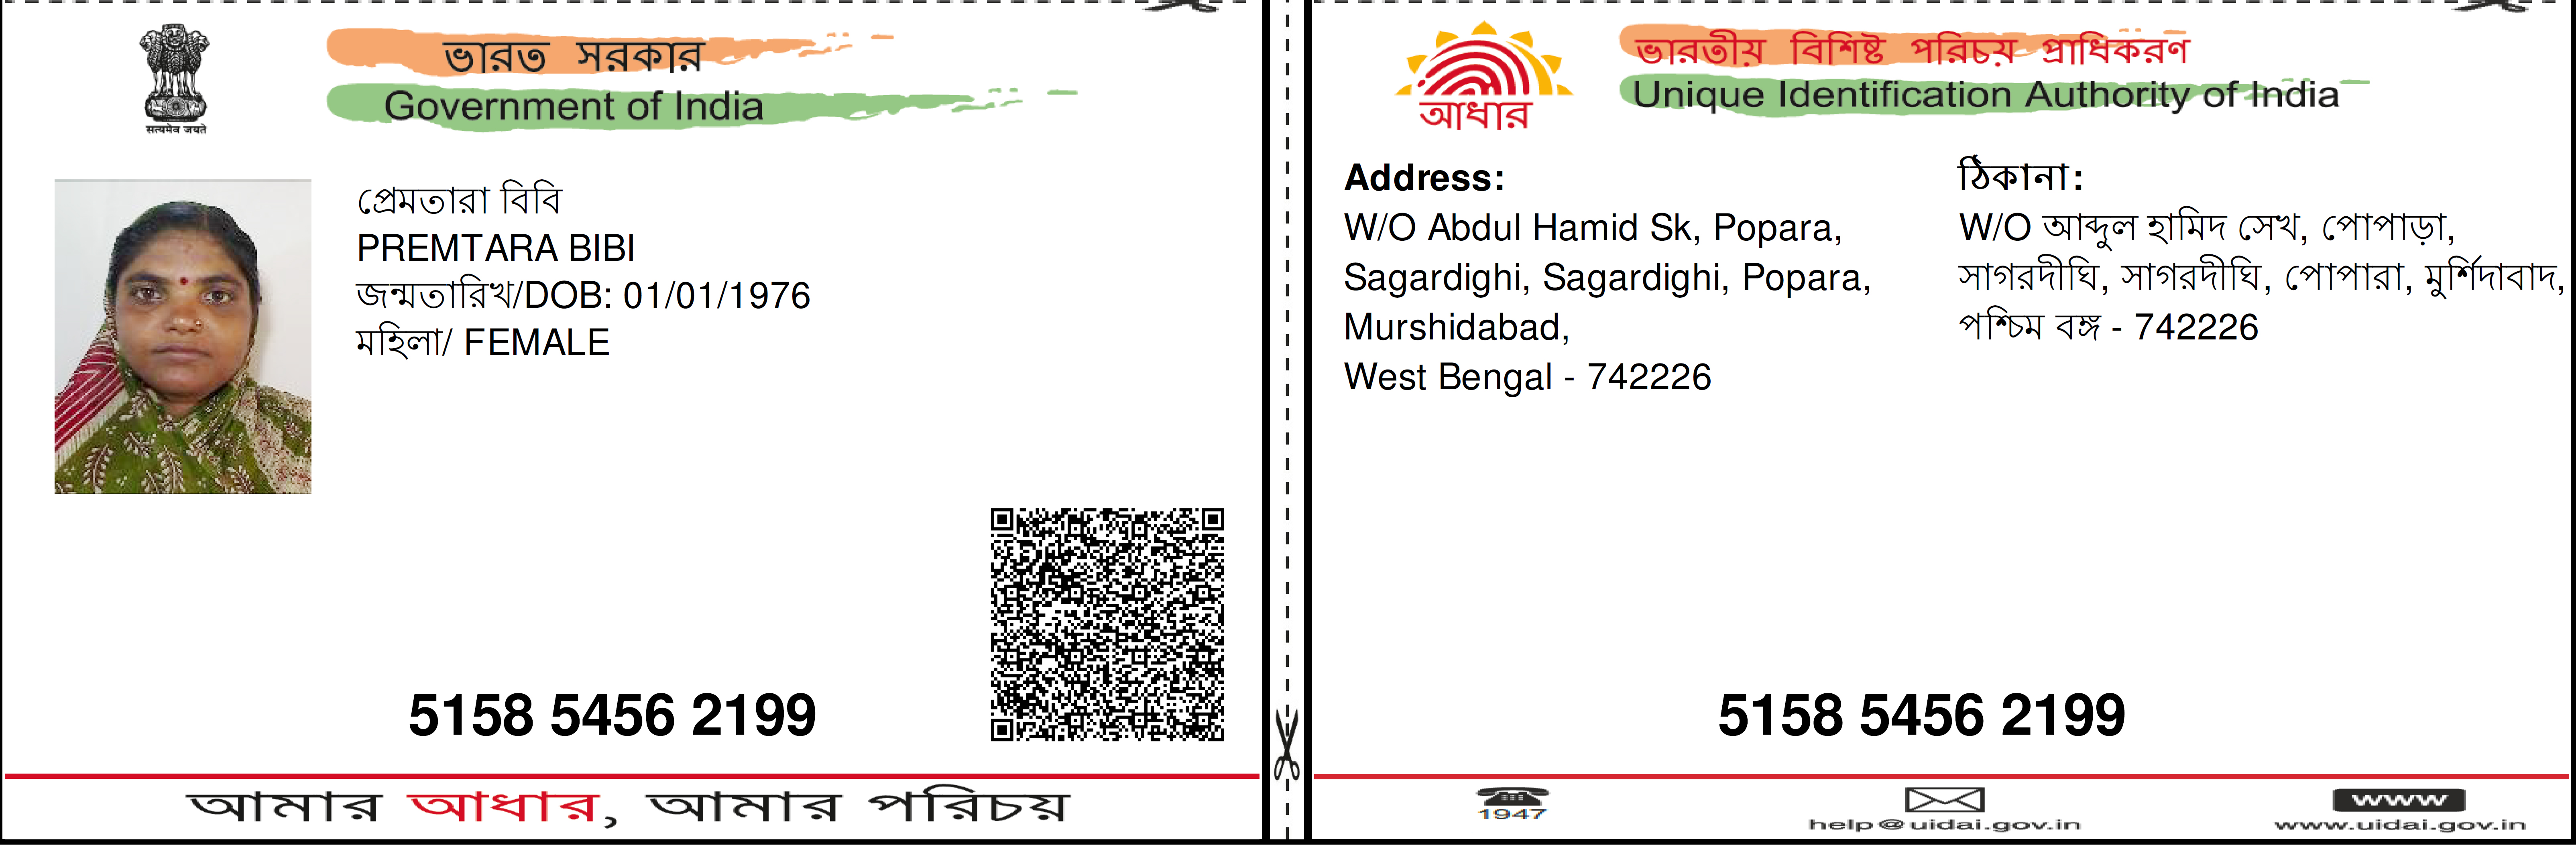 ভারত সরকার
Government of India
सत्यमेव जयते
প্রেমতারা বিবি
PREMTARA BIBI
জন্মতারিখ/DOB: 01/01/1976
মহিলা/ FEMALE
5158 5456 2199
আমার আধার, আমার পরিচয়
ভারতীয় বিশিষ্ট পরিচয় প্রাধিকরণ
Unique Identification Authority of India
আধার
Address:
W/O Abdul Hamid Sk, Popara,
Sagardighi, Sagardighi, Popara,
Murshidabad,
West Bengal - 742226
ঠিকানা:
W/O আব্দুল হামিদ সেখ, পোপাড়া,
সাগরদীঘি, সাগরদীঘি, পোপারা, মুর্শিদাবাদ,
পশ্চিম বঙ্গ - 742226
5158 5456 2199
1947
help@uidai.gov.in
www
www.uidai.gov.in